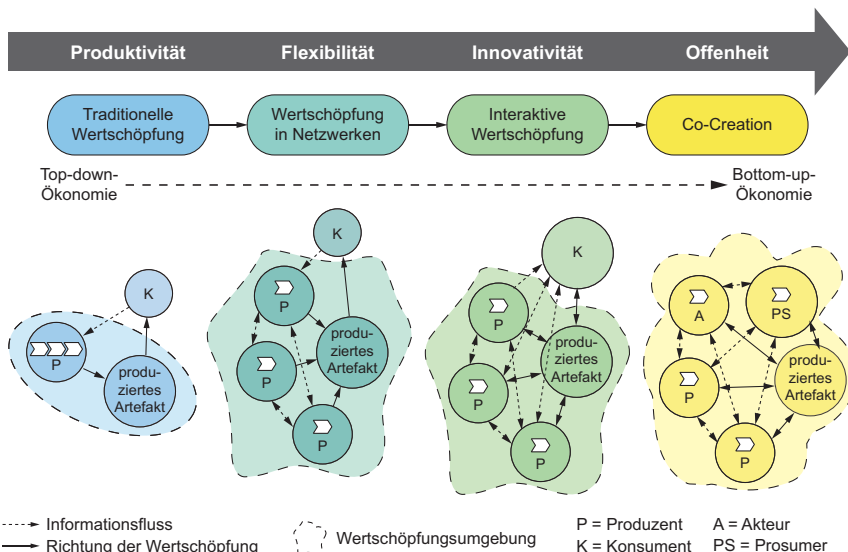 Produktivität
Flexibilität
Innovativität
Offenheit
Traditionelle
Wertschöpfung
Wertschöpfung
in Netzwerken
Interaktive
Wertschöpfung
Co-Creation
Top-down-
Ökonomie
Bottom-up-
Ökonomie
K
P
produ-
ziertes
Artefakt
K
P
P
P
produ-
ziertes
Artefakt
K
P
P
P
produ-
ziertes
Artefakt
A
PS
P
P
produ-
ziertes
Artefakt
Informationsfluss
Richtung der Wertschöpfung
Wertschöpfungsumgebung
P = Produzent
K = Konsument
A = Akteur
PS = Prosumer